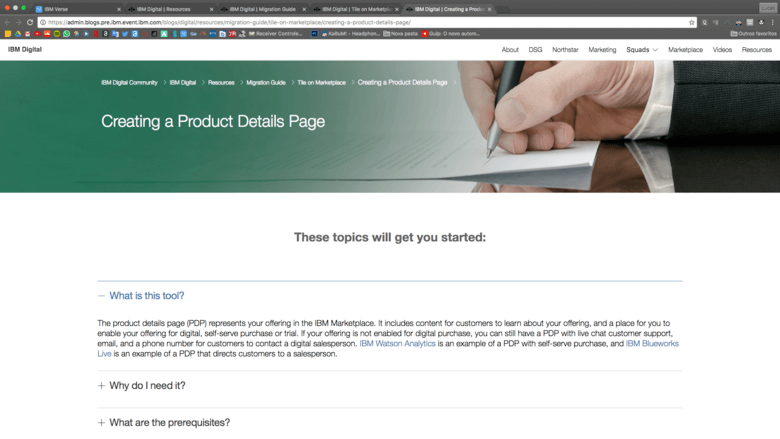 IBM Verse
IBM Digital | Resources
IBM Digital | Migration Guide
IBM Digital | Tile on Marketplac
IBM Digital | Creating a Produc
https://admin.blogs.pre.ibm.event.ibm.com/blogs/digital/resources/migration-guide/tile-on-marketplace/creating-a-product-details-page/
Receiver Controle...
KaBuM! - Headphon...
Nova pasta
Gulp: O novo autom...
Outros favoritos
IBM Digital
About
DSG
Northstar
Marketing
Squads
Marketplace
Videos
Resources
IBM Digital Community > IBM Digital > Resources > Migration Guide > Tile on Marketplace > Creating a Product Details Page >
Creating a Product Details Page
These topics will get you started:
— What is this tool?
The product details page (PDP) represents your offering in the IBM Marketplace. It includes content for customers to learn about your offering, and a place for you to
enable your offering for digital, self-serve purchase or trial. If your offering is not enabled for digital purchase, you can still have a PDP with live chat customer support,
email, and a phone number for customers to contact a digital salesperson. IBM Watson Analytics is an example of a PDP with self-serve purchase, and IBM Blueworks
Live is an example of a PDP that directs customers to a salesperson.
+ Why do I need it?
+ What are the prerequisites?